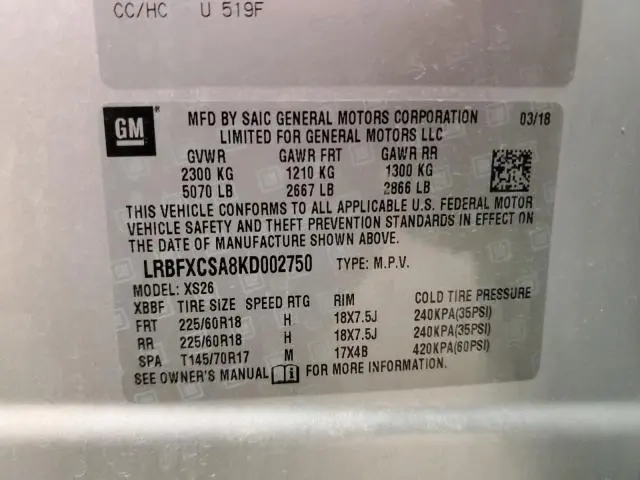 CC/HC U 519F
GM
MFD BY SAIC GENERAL MOTORS CORPORATION 03/18
LIMITED FOR GENERAL MOTORS LLC
GVWR GAWR FRT GAWR RR
2300 KG 1210 KG 1300 KG
5070 LB 2667 LB 2866 LB
THIS VEHICLE CONFORMS TO ALL APPLICABLE U.S. FEDERAL MOTOR
VEHICLE SAFETY AND THEFT PREVENTION STANDARDS IN EFFECT ON
THE DATE OF MANUFACTURE SHOWN ABOVE.
LRBFXCSA8KD002750 TYPE: M.P.V.
MODEL: XS26
XBBF TIRE SIZE SPEED RTG RIM COLD TIRE PRESSURE
FRT 225/60R18 H 18X7.5J 240KPA(35PSI)
RR 225/60R18 H 18X7.5J 240KPA(35PSI)
SPA T145/70R17 M 17X4B 420KPA(60PSI)
SEE OWNER'S MANUAL FOR MORE INFORMATION